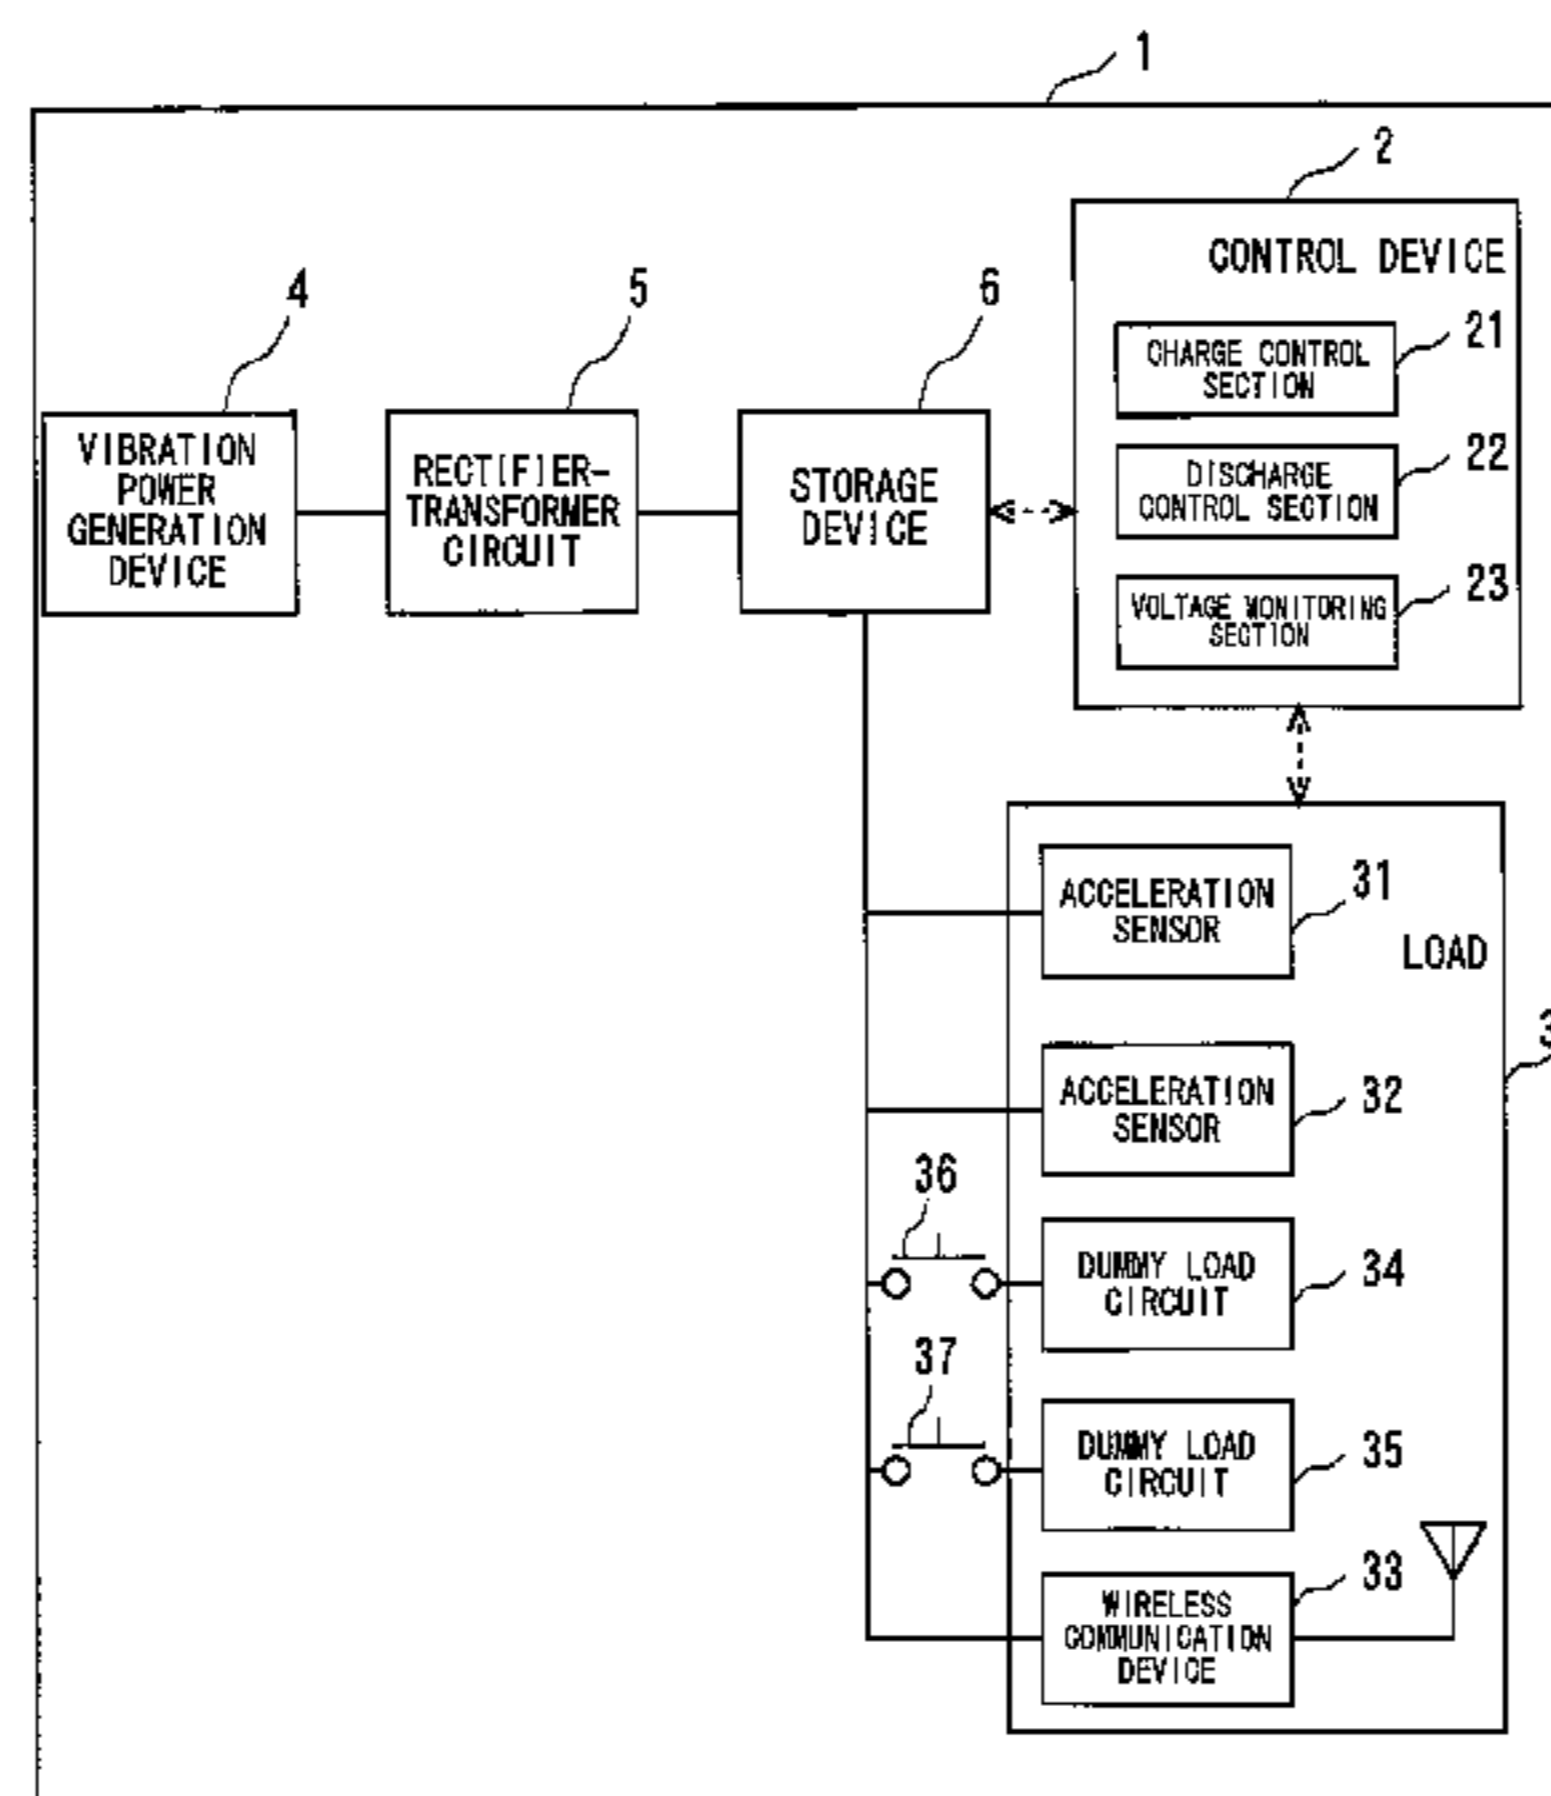 1
2
CONTROL DEVICE
21
CHARGE CONTROL
SECTION
22
DISCHARGE
CONTROL SECTION
23
VOLTAGE MONITORING
SECTION
4
VIBRATION
POWER
GENERATION
DEVICE
5
RECTIFIER-
TRANSFORMER
CIRCUIT
6
STORAGE
DEVICE
31
ACCELERATION
SENSOR
LOAD
3
32
ACCELERATION
SENSOR
36
34
DUMMY LOAD
CIRCUIT
37
35
DUMMY LOAD
CIRCUIT
33
WIRELESS
COMMUNICATION
DEVICE